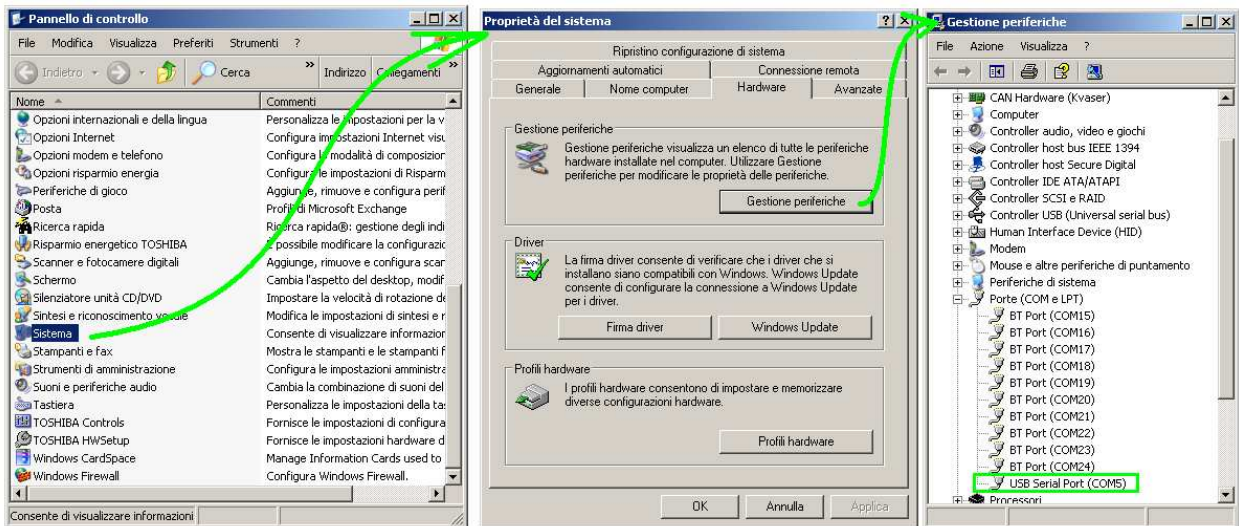 Pannello di controllo
File Modifica Visualizza Preferiti Strumenti ?
Indietro Cerca » Indirizzo Collegamenti »
Nome Commenti
Opzioni internazionali e della lingua Personalizza le impostazioni per la v
Opzioni Internet Configura impostazioni Internet visu
Opzioni modem e telefono Configura la modalità di composizior
Opzioni risparmio energia Configura le impostazioni di Risparm
Periferiche di gioco Aggiunge, rimuove e configura perif
Posta Profili di Microsoft Exchange
Ricerca rapida Ricerca rapida®: gestione degli indi
Risparmio energetico TOSHIBA È possibile modificare la configurazio
Scanner e fotocamere digitali Aggiunge, rimuove e configura scar
Schermo Cambia l'aspetto del desktop, modif
Silenziatore unità CD/DVD Impostare la velocità di rotazione de
Sintesi e riconoscimento vocale Modifica le impostazioni di sintesi e r
Sistema Consente di visualizzare informazior
Stampanti e fax Mostra le stampanti e le stampanti f
Strumenti di amministrazione Configura le impostazioni amministra
Suoni e periferiche audio Cambia la combinazione di suoni del
Tastiera Personalizza le impostazioni della tas
TOSHIBA Controls Fornisce le impostazioni di configura
TOSHIBA HWSetup Fornisce le impostazioni hardware d
Windows CardSpace Manage Information Cards used to
Windows Firewall Configura Windows Firewall.
Consente di visualizzare informazioni
Proprietà del sistema
Ripristino configurazione di sistema
Aggiornamenti automatici Connessione remota
Generale Nome computer Hardware Avanzate
Gestione periferiche
Gestione periferiche visualizza un elenco di tutte le periferiche
hardware installate nel computer. Utilizzare Gestione
periferiche per modificare le proprietà delle periferiche.
Gestione periferiche
Driver
La firma driver consente di verificare che i driver che si
installano siano compatibili con Windows. Windows Update
consente di configurare la connessione a Windows Update
per i driver.
Firma driver Windows Update
Profili hardware
I profili hardware consentono di impostare e memorizzare
diverse configurazioni hardware.
Profili hardware
OK Annulla Applica
Gestione periferiche
File Azione Visualizza ?
CAN Hardware (Kvaser)
Computer
Controller audio, video e giochi
Controller host bus IEEE 1394
Controller host Secure Digital
Controller IDE ATA/ATAPI
Controller SCSI e RAID
Controller USB (Universal serial bus)
Human Interface Device (HID)
Modem
Mouse e altre periferiche di puntamento
Periferiche di sistema
Porte (COM e LPT)
BT Port (COM15)
BT Port (COM16)
BT Port (COM17)
BT Port (COM18)
BT Port (COM19)
BT Port (COM20)
BT Port (COM21)
BT Port (COM22)
BT Port (COM23)
BT Port (COM24)
USB Serial Port (COM5)
Processori